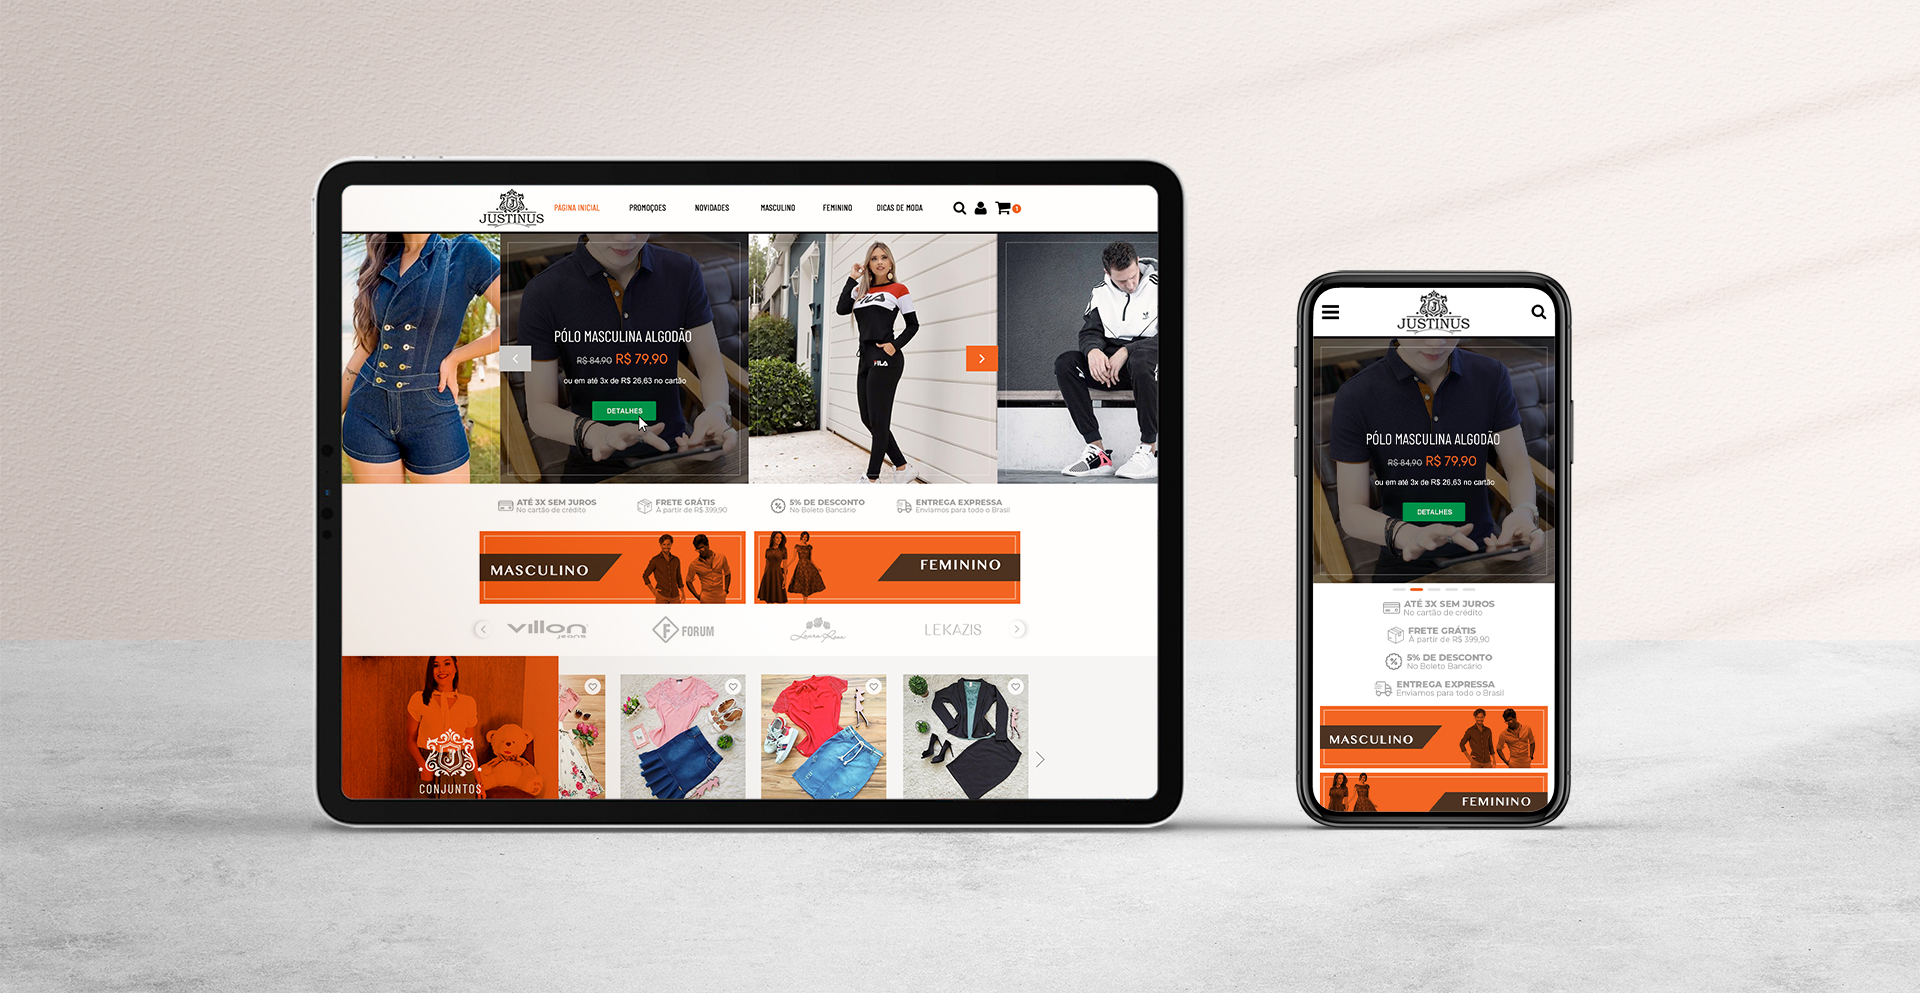 JUSTINUS
PÁGINA INICIAL
PROMOÇOES
NOVIDADES
MASCULINO
FEMININO
DICAS DE MODA
1
PÓLO MASCULINA ALGODÃO
R$ 84,90 R$ 79,90
ou em até 3x de R$ 26,63 no cartão
DETALHES
FILA
FILA
ATÉ 3X SEM JUROS
No cartão de crédito
FRETE GRÁTIS
À partir de R$ 399,90
5% DE DESCONTO
No Boleto Bancário
ENTREGA EXPRESSA
Enviamos para todo o Brasil
MASCULINO
FEMININO
villon
jeans
F FORUM
Laura Rosa
LEKAZIS
J
CONJUNTOS
JUSTINUS
PÓLO MASCULINA ALGODÃO
R$ 84,90 R$ 79,90
ou em até 3x de R$ 26,63 no cartão
DETALHES
ATÉ 3X SEM JUROS
No cartão de crédito
FRETE GRÁTIS
À partir de R$ 399,90
5% DE DESCONTO
No Boleto Bancário
ENTREGA EXPRESSA
Enviamos para todo o Brasil
MASCULINO
FEMININO